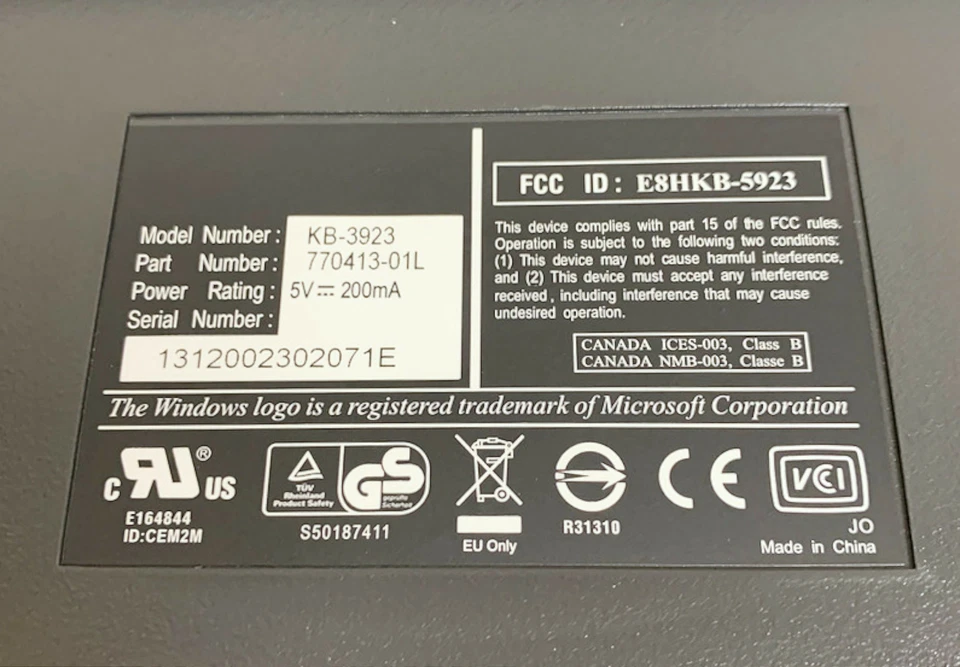 Model Number: KB-3923
Part Number: 770413-01L
Power Rating: 5V⎓ 200mA
Serial Number:
1312002302071E
FCC ID: E8HKB-5923
This device complies with part 15 of the FCC rules.
Operation is subject to the following two conditions:
(1) This device may not cause harmful interference,
and (2) This device must accept any interference
received, including interference that may cause
undesired operation.
CANADA ICES-003, Class B
CANADA NMB-003, Classe B
The Windows logo is a registered trademark of Microsoft Corporation
c RU ® US
E164844
ID:CEM2M
TÜV
Rheinland
Product Safety
GS
geprüfte
Sicherheit
S50187411
EU Only
R31310
CE
VCI
JO
Made in China